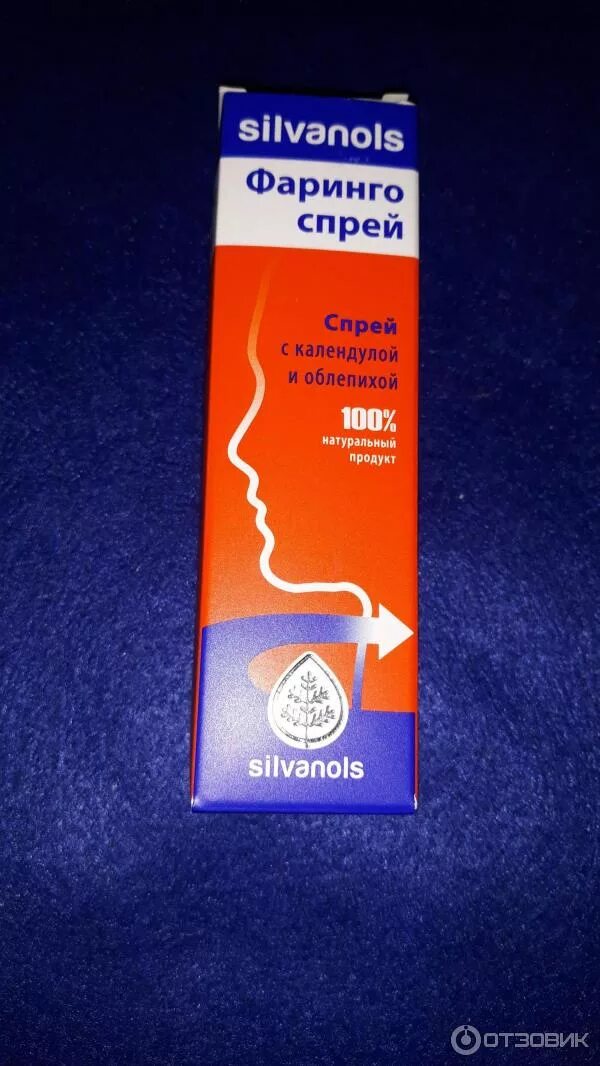 silvanols
Фаринго
спрей
Спрей
с календулой
и облепихой
100%
натуральный
продукт
silvanols
ОТЗОВИК